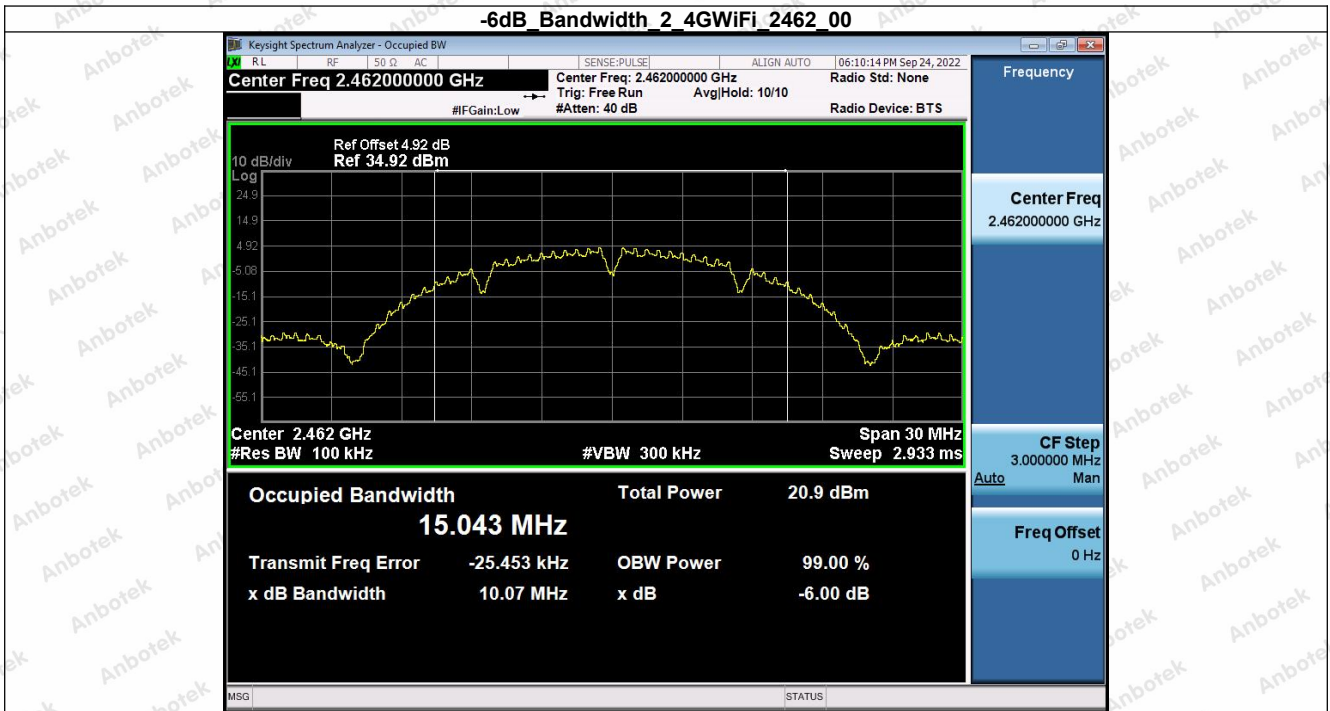 -6dB_Bandwidth_2_4GWiFi_2462_00
Keysight Spectrum Analyzer - Occupied BW
LXI RL RF 50 Ω AC SENSE:PULSE ALIGN AUTO 06:10:14 PM Sep 24, 2022
Center Freq 2.462000000 GHz
Center Freq: 2.462000000 GHz
Radio Std: None
Trig: Free Run
Avg|Hold: 10/10
#IFGain:Low
#Atten: 40 dB
Radio Device: BTS
Frequency
Ref Offset 4.92 dB
10 dB/div
Ref 34.92 dBm
Log
24.9
14.9
4.92
-5.08
-15.1
-25.1
-35.1
-45.1
-55.1
Center 2.462 GHz
Span 30 MHz
#Res BW 100 kHz
#VBW 300 kHz
Sweep 2.933 ms
Center Freq
2.462000000 GHz
CF Step
3.000000 MHz
Auto Man
Freq Offset
0 Hz
Occupied Bandwidth
15.043 MHz
Total Power 20.9 dBm
Transmit Freq Error -25.453 kHz
OBW Power 99.00 %
x dB Bandwidth 10.07 MHz
x dB -6.00 dB
MSG
STATUS
Anbotek